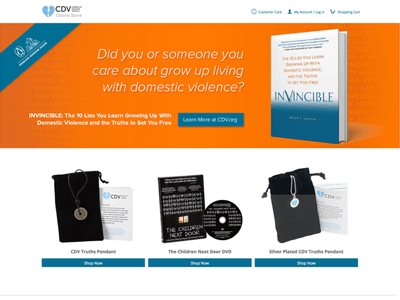 CDV
Online Store
Customer Care
My Account / Log In
Shopping Cart
Did you or someone you
care about grow up living
with domestic violence?
INVINCIBLE: The 10 Lies You Learn Growing Up With
Domestic Violence and the Truths to Set You Free
Learn More at CDV.org
The 10 Lies You Learn
Growing Up With
Domestic Violence
and the Truths
to Set You Free
INVINCIBLE
CDV
THE CHILDREN
NEXT DOOR
CDV
CDV Truths Pendant
The Children Next Door DVD
Silver Plated CDV Truths Pendant
Shop Now
Shop Now
Shop Now